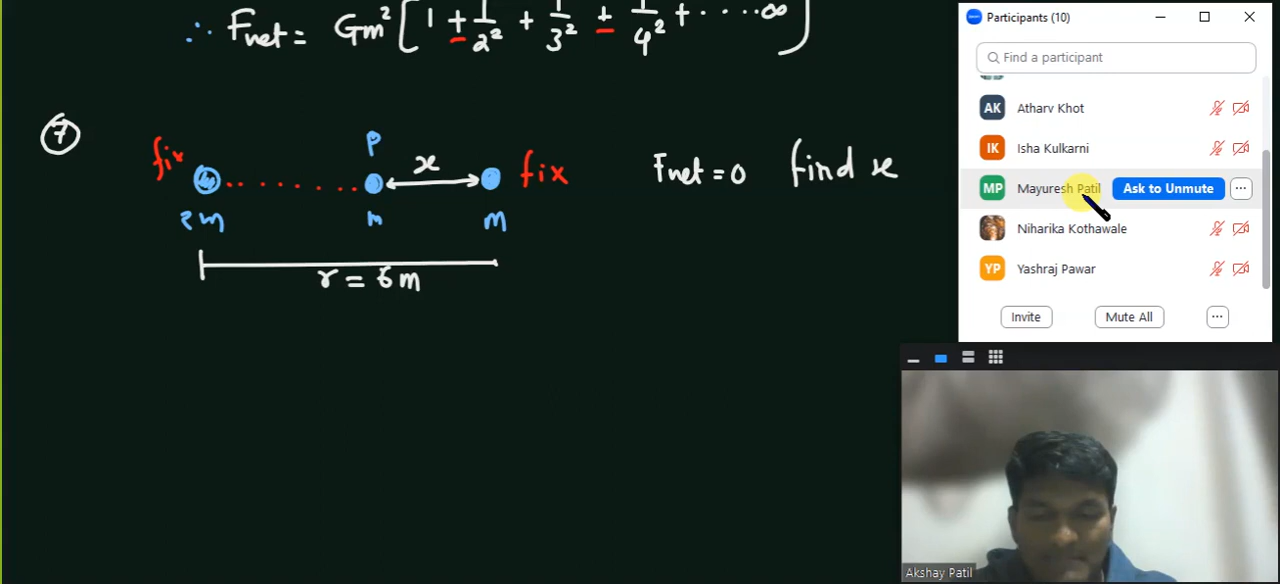 ∴ Fnet = Gm² [ 1 + 1/2² + 1/3² + 1/4² + ....∞ ]
Participants (10)
Find a participant
AK Atharv Khot
⑦
fix P x fix Fnet = 0 find x
IK Isha Kulkarni
MP Mayuresh Patil Ask to Unmute ...
2m m m
NK Niharika Kothawale
r = 6m
YP Yashraj Pawar
Invite Mute All ...
Akshay Patil